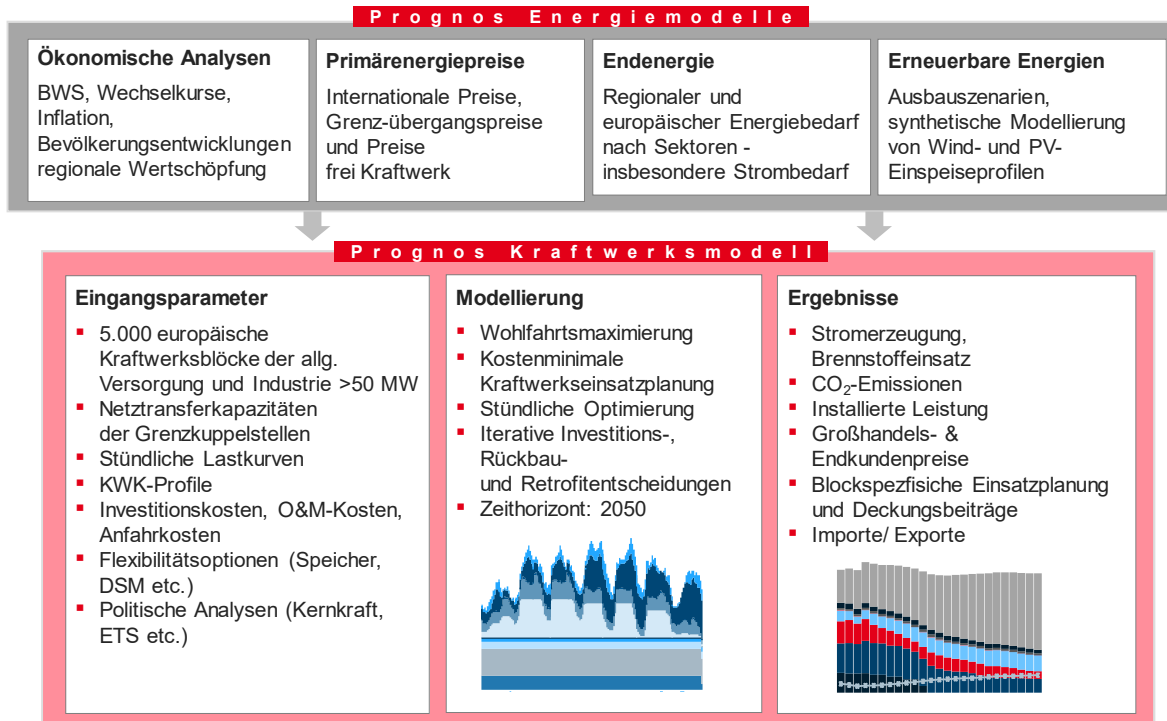 Prognos Energiemodelle
Ökonomische Analysen
BWS, Wechselkurse,
Inflation,
Bevölkerungsentwicklungen
regionale Wertschöpfung
Primärenergiepreise
Internationale Preise,
Grenz-übergangspreise
und Preise
frei Kraftwerk
Endenergie
Regionaler und
europäischer Energiebedarf
nach Sektoren -
insbesondere Strombedarf
Erneuerbare Energien
Ausbauszenarien,
synthetische Modellierung
von Wind- und PV-
Einspeiseprofilen
Prognos Kraftwerksmodell
Eingangsparameter
▪ 5.000 europäische
Kraftwerksblöcke der allg.
Versorgung und Industrie >50 MW
▪ Netztransferkapazitäten
der Grenzkuppelstellen
▪ Stündliche Lastkurven
▪ KWK-Profile
▪ Investitionskosten, O&M-Kosten,
Anfahrkosten
▪ Flexibilitätsoptionen (Speicher,
DSM etc.)
▪ Politische Analysen (Kernkraft,
ETS etc.)
Modellierung
▪ Wohlfahrtsmaximierung
▪ Kostenminimale
Kraftwerkseinsatzplanung
▪ Stündliche Optimierung
▪ Iterative Investitions-,
Rückbau-
und Retrofitentscheidungen
▪ Zeithorizont: 2050
Ergebnisse
▪ Stromerzeugung,
Brennstoffeinsatz
▪ CO₂-Emissionen
▪ Installierte Leistung
▪ Großhandels- &
Endkundenpreise
▪ Blockspezfisiche Einsatzplanung
und Deckungsbeiträge
▪ Importe/ Exporte